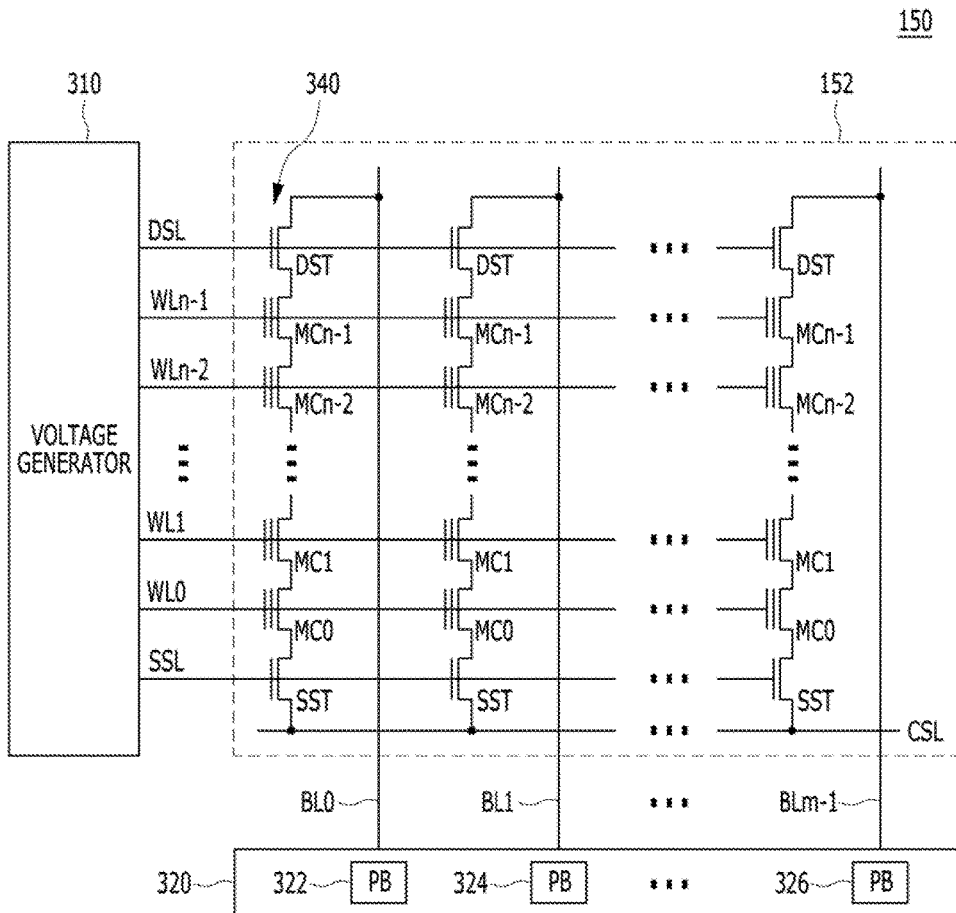 150
310
340
152
DSL
DST
DST
DST
WLn-1
MCn-1
MCn-1
MCn-1
WLn-2
MCn-2
MCn-2
MCn-2
VOLTAGE
GENERATOR
WL1
MC1
MC1
MC1
WL0
MC0
MC0
MC0
SSL
SST
SST
SST
CSL
BL0
BL1
BLm-1
320
322
PB
324
PB
326
PB